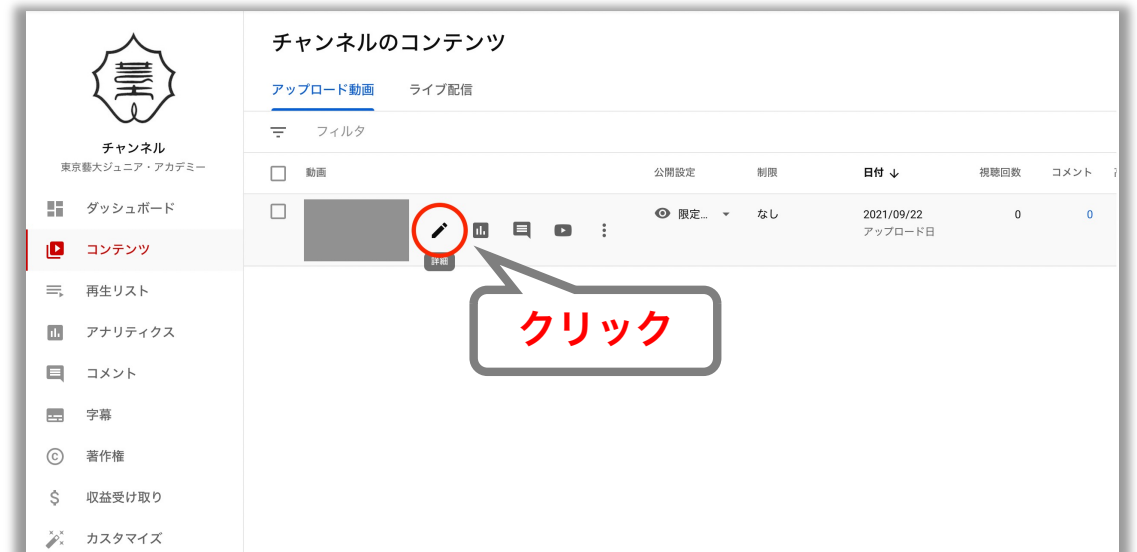 チャンネルのコンテンツ
アップロード動画 ライブ配信
フィルタ
動画 公開設定 制限 日付 視聴回数 コメント
限定... なし 2021/09/22 0 0
アップロード日
詳細
クリック
チャンネル
東京藝大ジュニア・アカデミー
ダッシュボード
コンテンツ
再生リスト
アナリティクス
コメント
字幕
著作権
収益受け取り
カスタマイズ